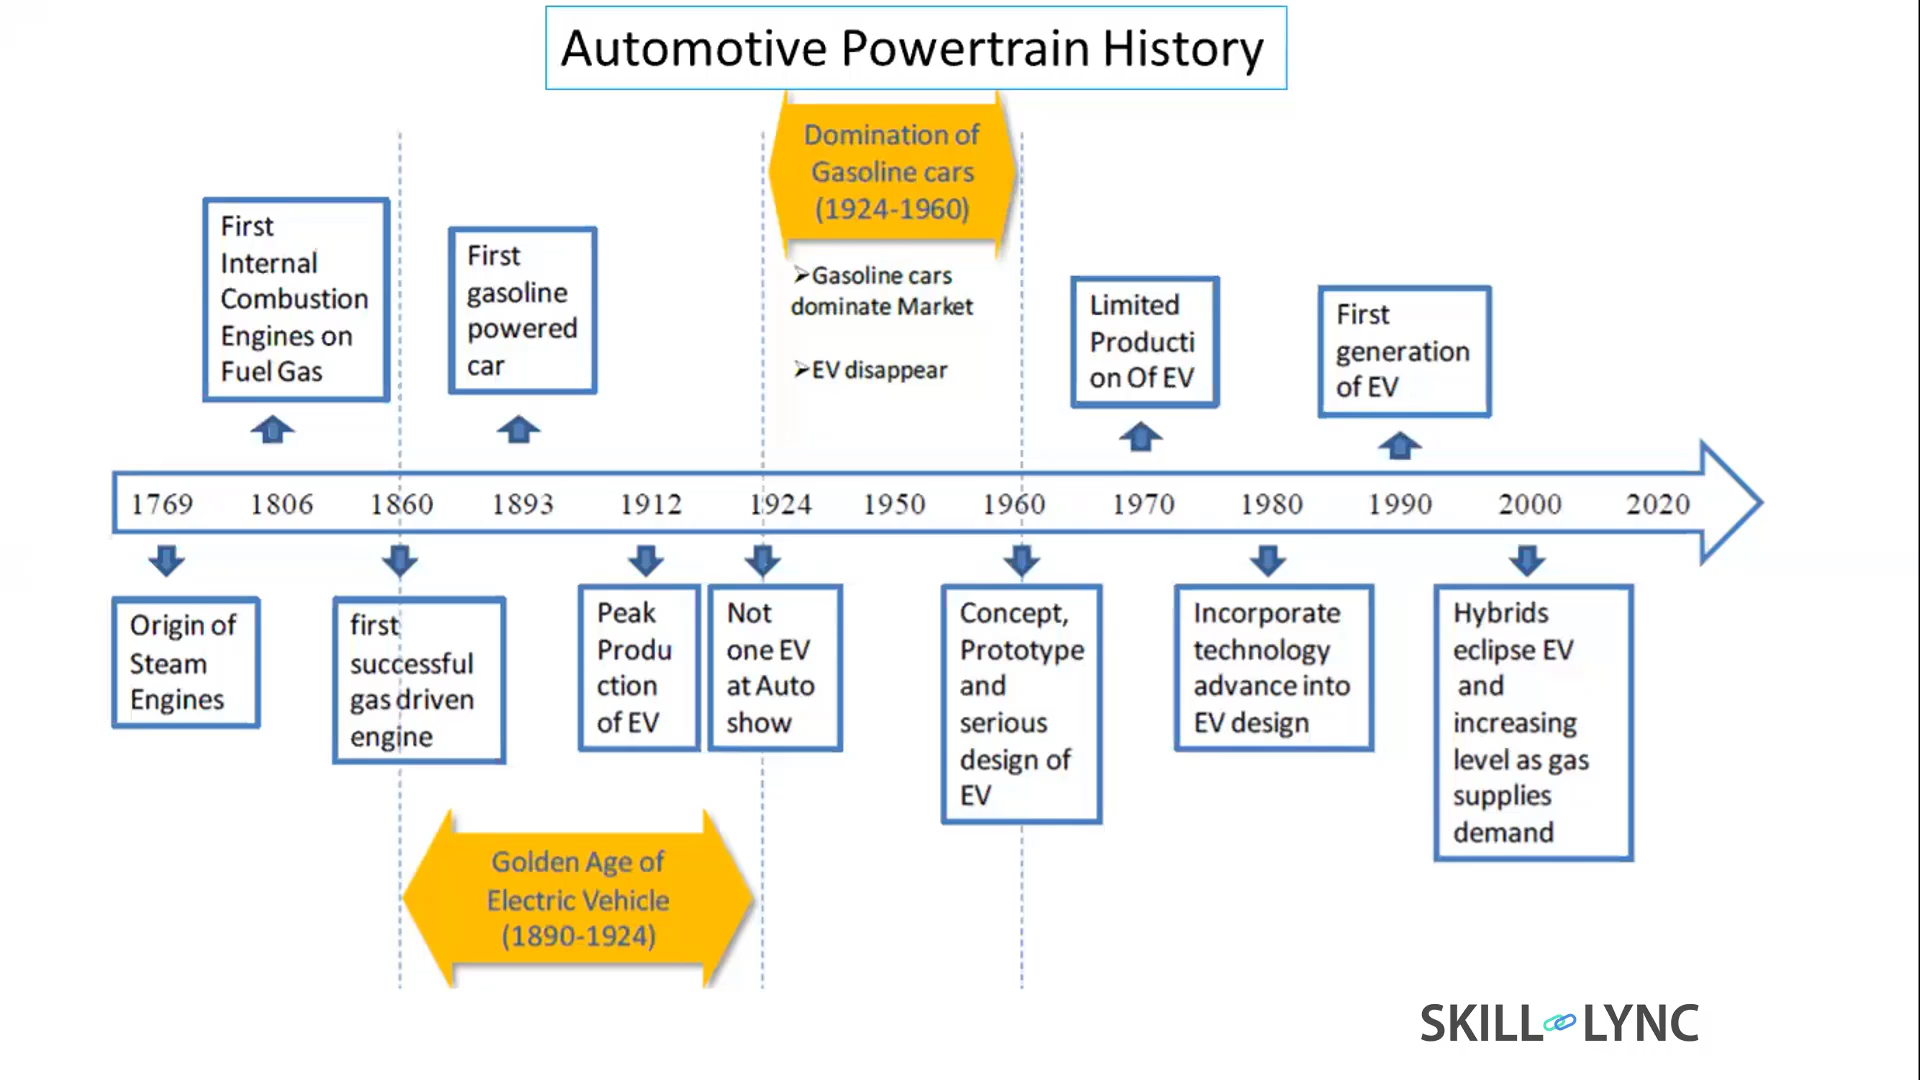 Automotive Powertrain History
Domination of
Gasoline cars
(1924-1960)
First
Internal
Combustion
Engines on
Fuel Gas
First
gasoline
powered
car
➢Gasoline cars
dominate Market
➢EV disappear
Limited
Producti
on Of EV
First
generation
of EV
1769 1806 1860 1893 1912 1924 1950 1960 1970 1980 1990 2000 2020
Origin of
Steam
Engines
first
successful
gas driven
engine
Peak
Produ
ction
of EV
Not
one EV
at Auto
show
Concept,
Prototype
and
serious
design of
EV
Incorporate
technology
advance into
EV design
Hybrids
eclipse EV
and
increasing
level as gas
supplies
demand
Golden Age of
Electric Vehicle
(1890-1924)
SKILL LYNC